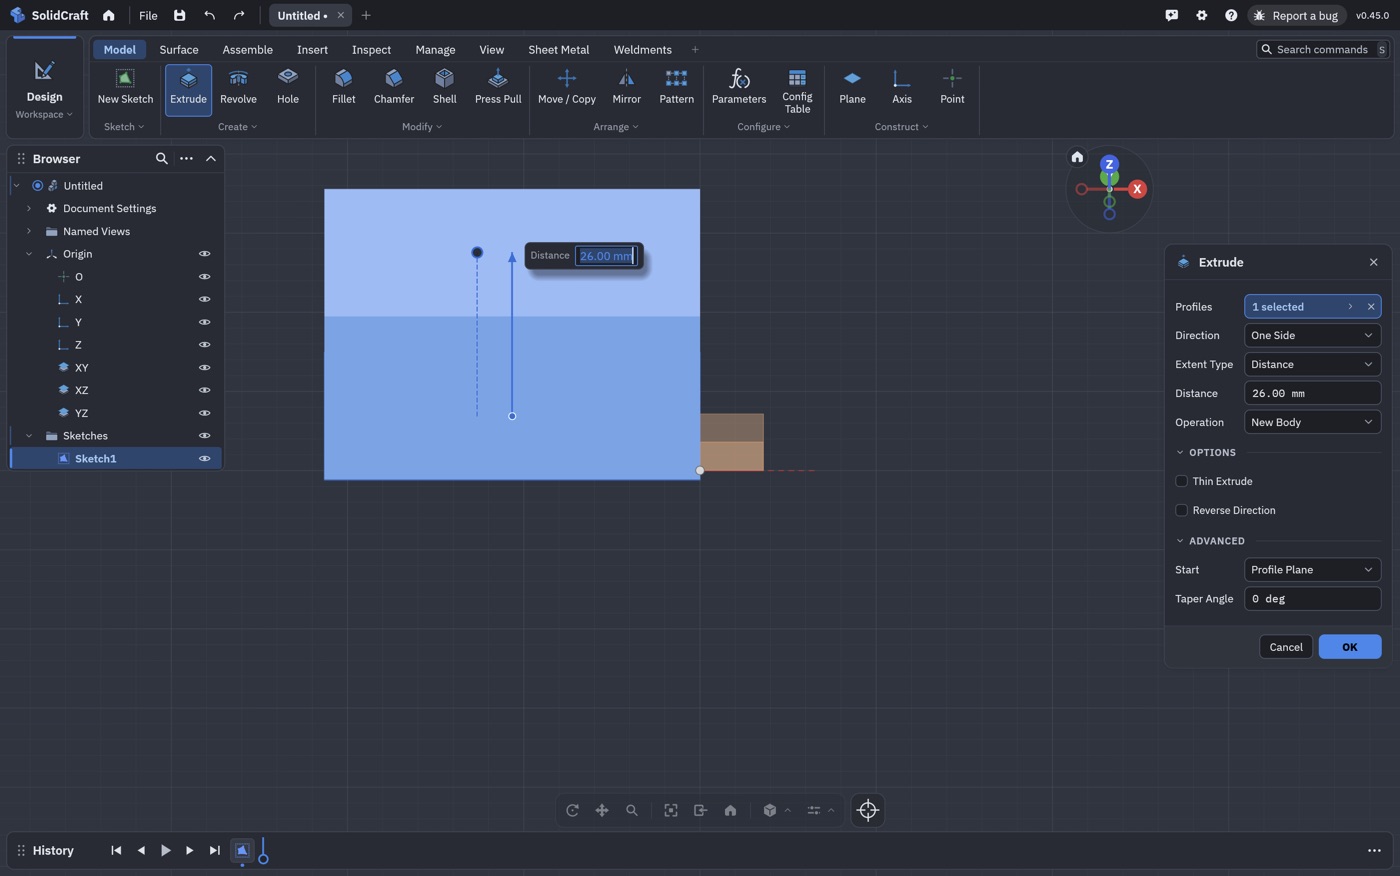 SolidCraft File Untitled • Report a bug v0.45.0
Model Surface Assemble Insert Inspect Manage View Sheet Metal Weldments Search commands S
Design
Workspace
New Sketch Extrude Revolve Hole Fillet Chamfer Shell Press Pull Move / Copy Mirror Pattern Parameters Config Table Plane Axis Point
Sketch Create Modify Arrange Configure Construct
Browser
Untitled
Document Settings
Named Views
Origin
O
X
Y
Z
XY
XZ
YZ
Sketches
Sketch1
Distance 26.00 mm
Z
X
Extrude
Profiles 1 selected
Direction One Side
Extent Type Distance
Distance 26.00 mm
Operation New Body
OPTIONS
Thin Extrude
Reverse Direction
ADVANCED
Start Profile Plane
Taper Angle 0 deg
Cancel OK
History